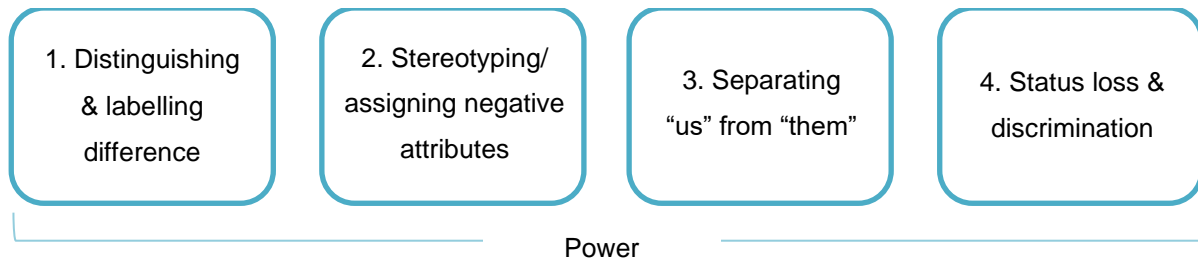 1. Distinguishing
& labelling
difference
2. Stereotyping/
assigning negative
attributes
3. Separating
“us” from “them”
4. Status loss &
discrimination
Power